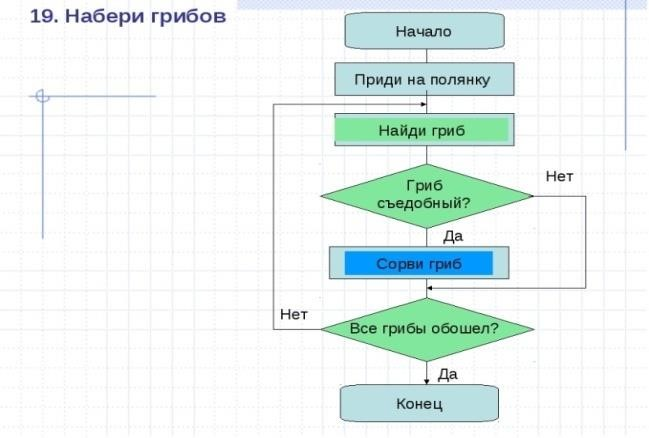 19. Набери грибов
Начало
Приди на полянку
Найди гриб
Гриб
съедобный?
Нет
Да
Сорви гриб
Нет
Все грибы обошел?
Да
Конец